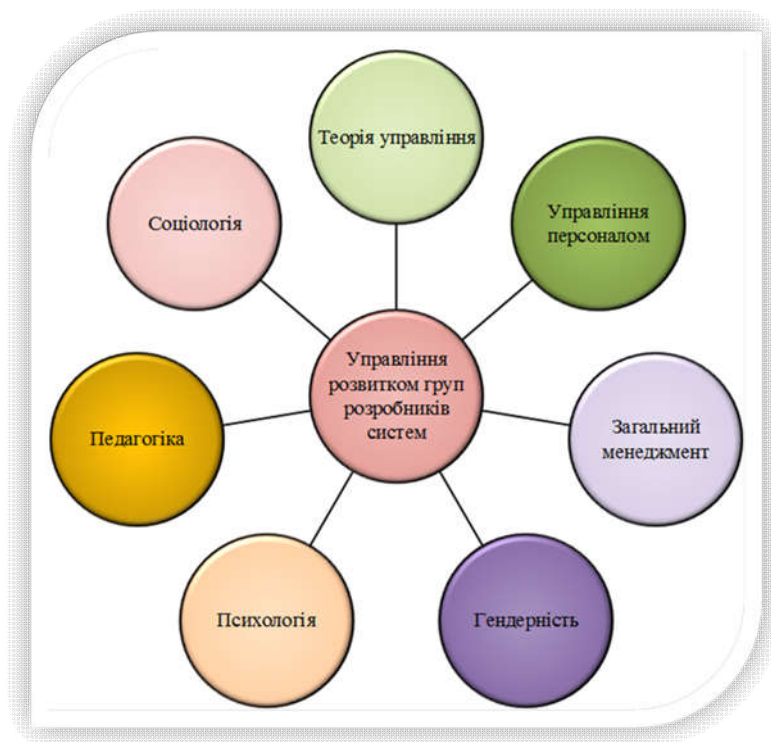 Теорія управління
Управління
персоналом
Соціологія
Управління
розвитком груп
розробників
систем
Загальний
менеджмент
Педагогіка
Психологія
Гендерність